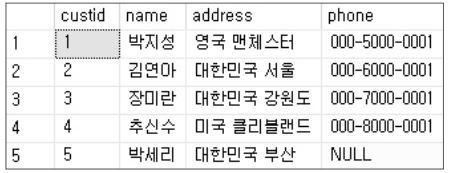 custid name address phone
1 1 박지성 영국 맨체스터 000-5000-0001
2 2 김연아 대한민국 서울 000-6000-0001
3 3 장미란 대한민국 강원도 000-7000-0001
4 4 추신수 미국 클리블랜드 000-8000-0001
5 5 박세리 대한민국 부산 NULL